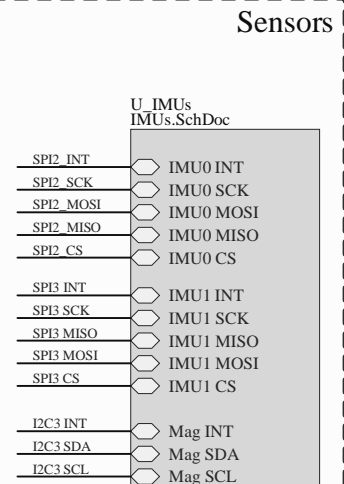 Sensors
U_IMUs
IMUs.SchDoc
SPI2_INT IMU0 INT
SPI2_SCK IMU0 SCK
SPI2_MOSI IMU0 MOSI
SPI2_MISO IMU0 MISO
SPI2_CS IMU0 CS
SPI3 INT IMU1 INT
SPI3 SCK IMU1 SCK
SPI3 MISO IMU1 MISO
SPI3 MOSI IMU1 MOSI
SPI3 CS IMU1 CS
I2C3 INT Mag INT
I2C3 SDA Mag SDA
I2C3 SCL Mag SCL